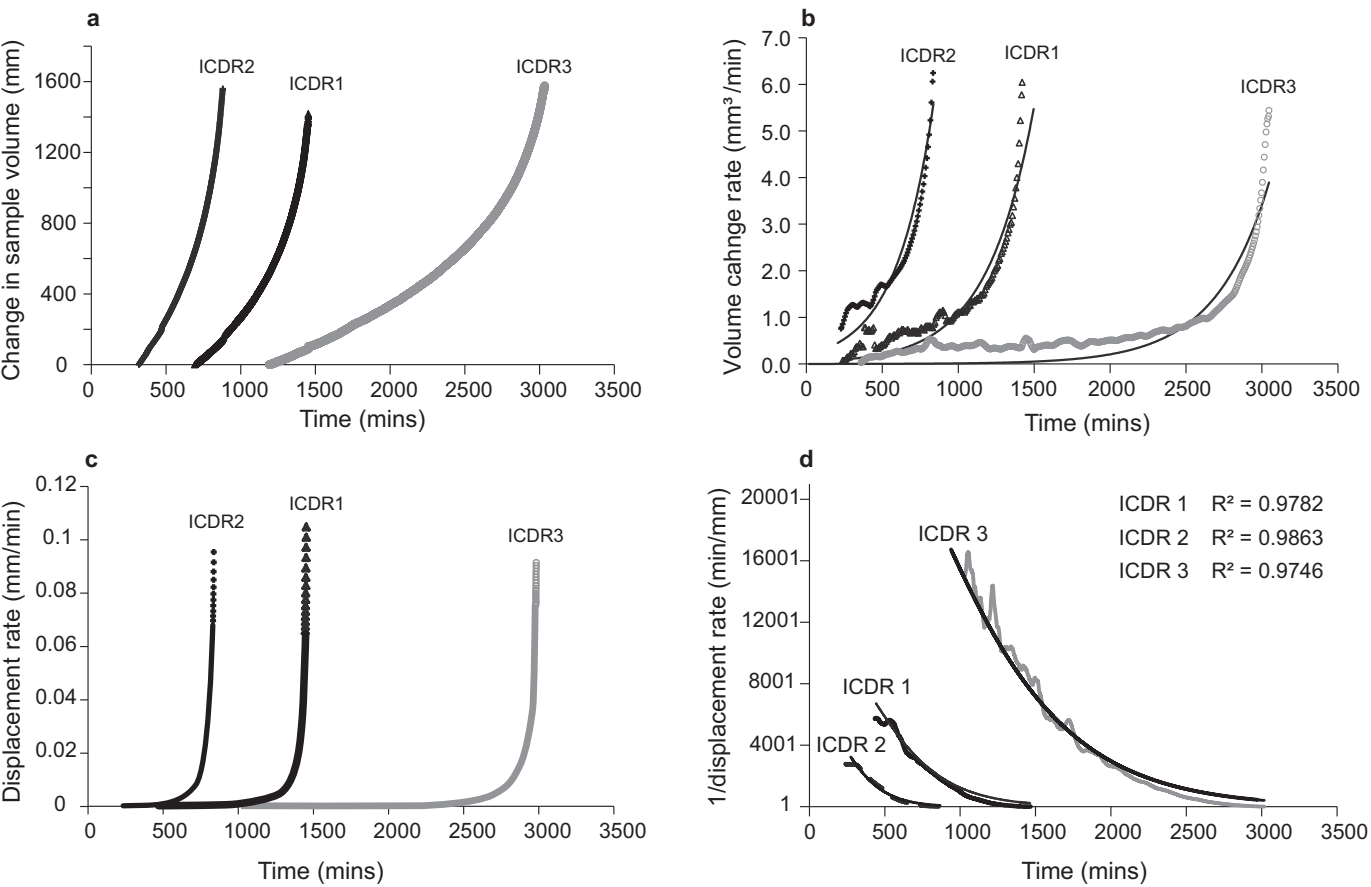 a
Change in sample volume (mm)
1600
1200
800
400
0
ICDR2
ICDR1
ICDR3
0
500
1000
1500
2000
2500
3000
3500
Time (mins)
b
Volume cahnge rate (mm³ /min)
7.0
6.0
5.0
4.0
3.0
2.0
1.0
0.0
ICDR2
ICDR1
ICDR3
0
500
1000
1500
2000
2500
3000
3500
Time (mins)
c
Displacement rate (mm/min)
0.12
0.1
0.08
0.06
0.04
0.02
0
ICDR2
ICDR1
ICDR3
0
500
1000
1500
2000
2500
3000
3500
Time (mins)
d
1/displacement rate (min/mm)
20001
16001
12001
8001
4001
1
ICDR 3
ICDR 1
ICDR 2
ICDR 1 R² = 0.9782
ICDR 2 R² = 0.9863
ICDR 3 R² = 0.9746
0
500
1000
1500
2000
2500
3000
3500
Time (mins)